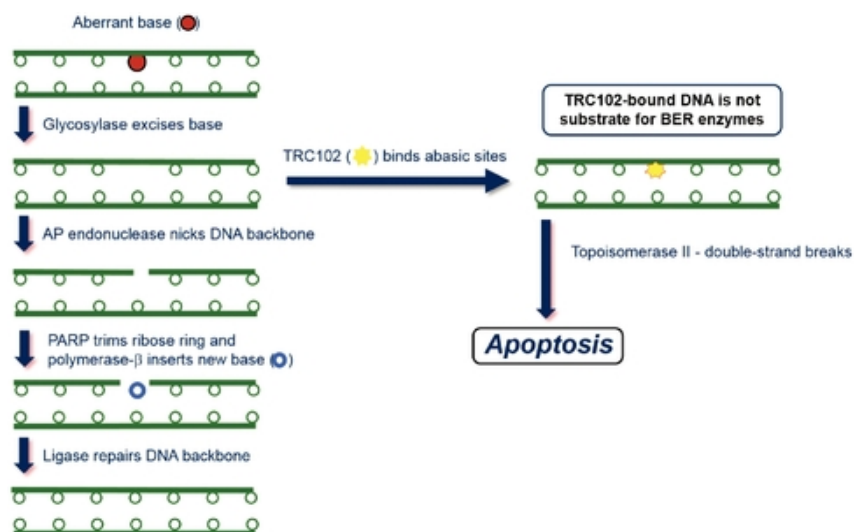 Aberrant base ( )
Glycosylase excises base
TRC102 ( ) binds abasic sites
TRC102-bound DNA is not
substrate for BER enzymes
AP endonuclease nicks DNA backbone
Topoisomerase II - double-strand breaks
Apoptosis
PARP trims ribose ring and
polymerase-β inserts new base ( )
Ligase repairs DNA backbone